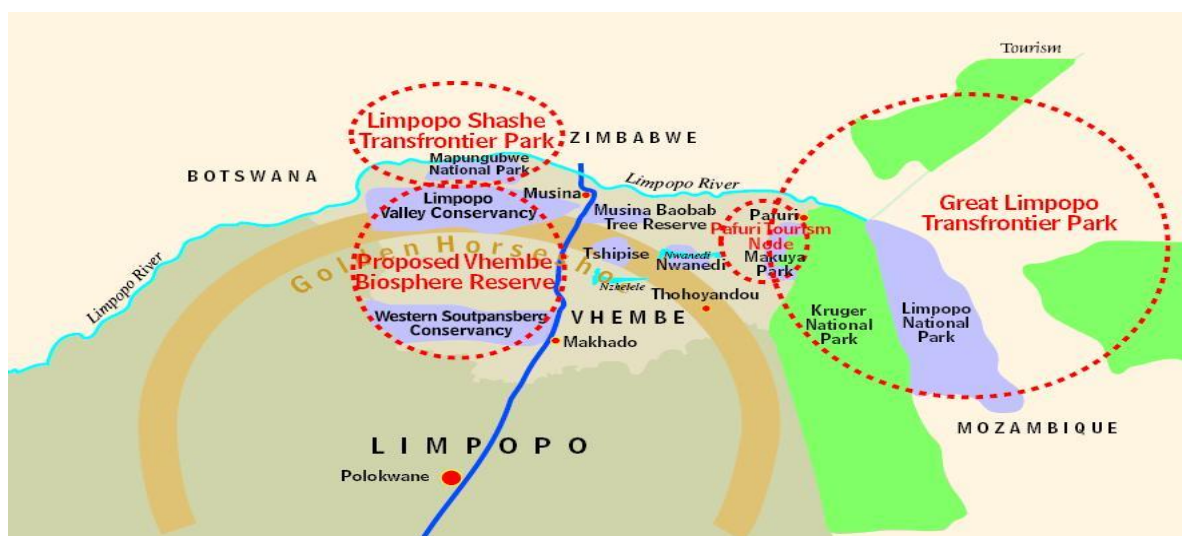 Tourism
Limpopo Shashe
Transfrontier Park
ZIMBABWE
Mapungubwe
National Park
BOTSWANA
Limpopo River
Limpopo
Valley Conservancy
Musina
Musina Baobab
Tree Reserve
Pafuri
Pafuri Tourism
Node
Makuya
Park
Great Limpopo
Transfrontier Park
Golden Horseshoe
Proposed Vhembe
Biosphere Reserve
Tshipise
Nwanedi
Nwanedi
Nzhelele
Thohoyandou
Limpopo River
Western Soutpansberg
Conservancy
VHEMBE
Makhado
Kruger
National
Park
Limpopo
National
Park
MOZAMBIQUE
LIMPOPO
Polokwane